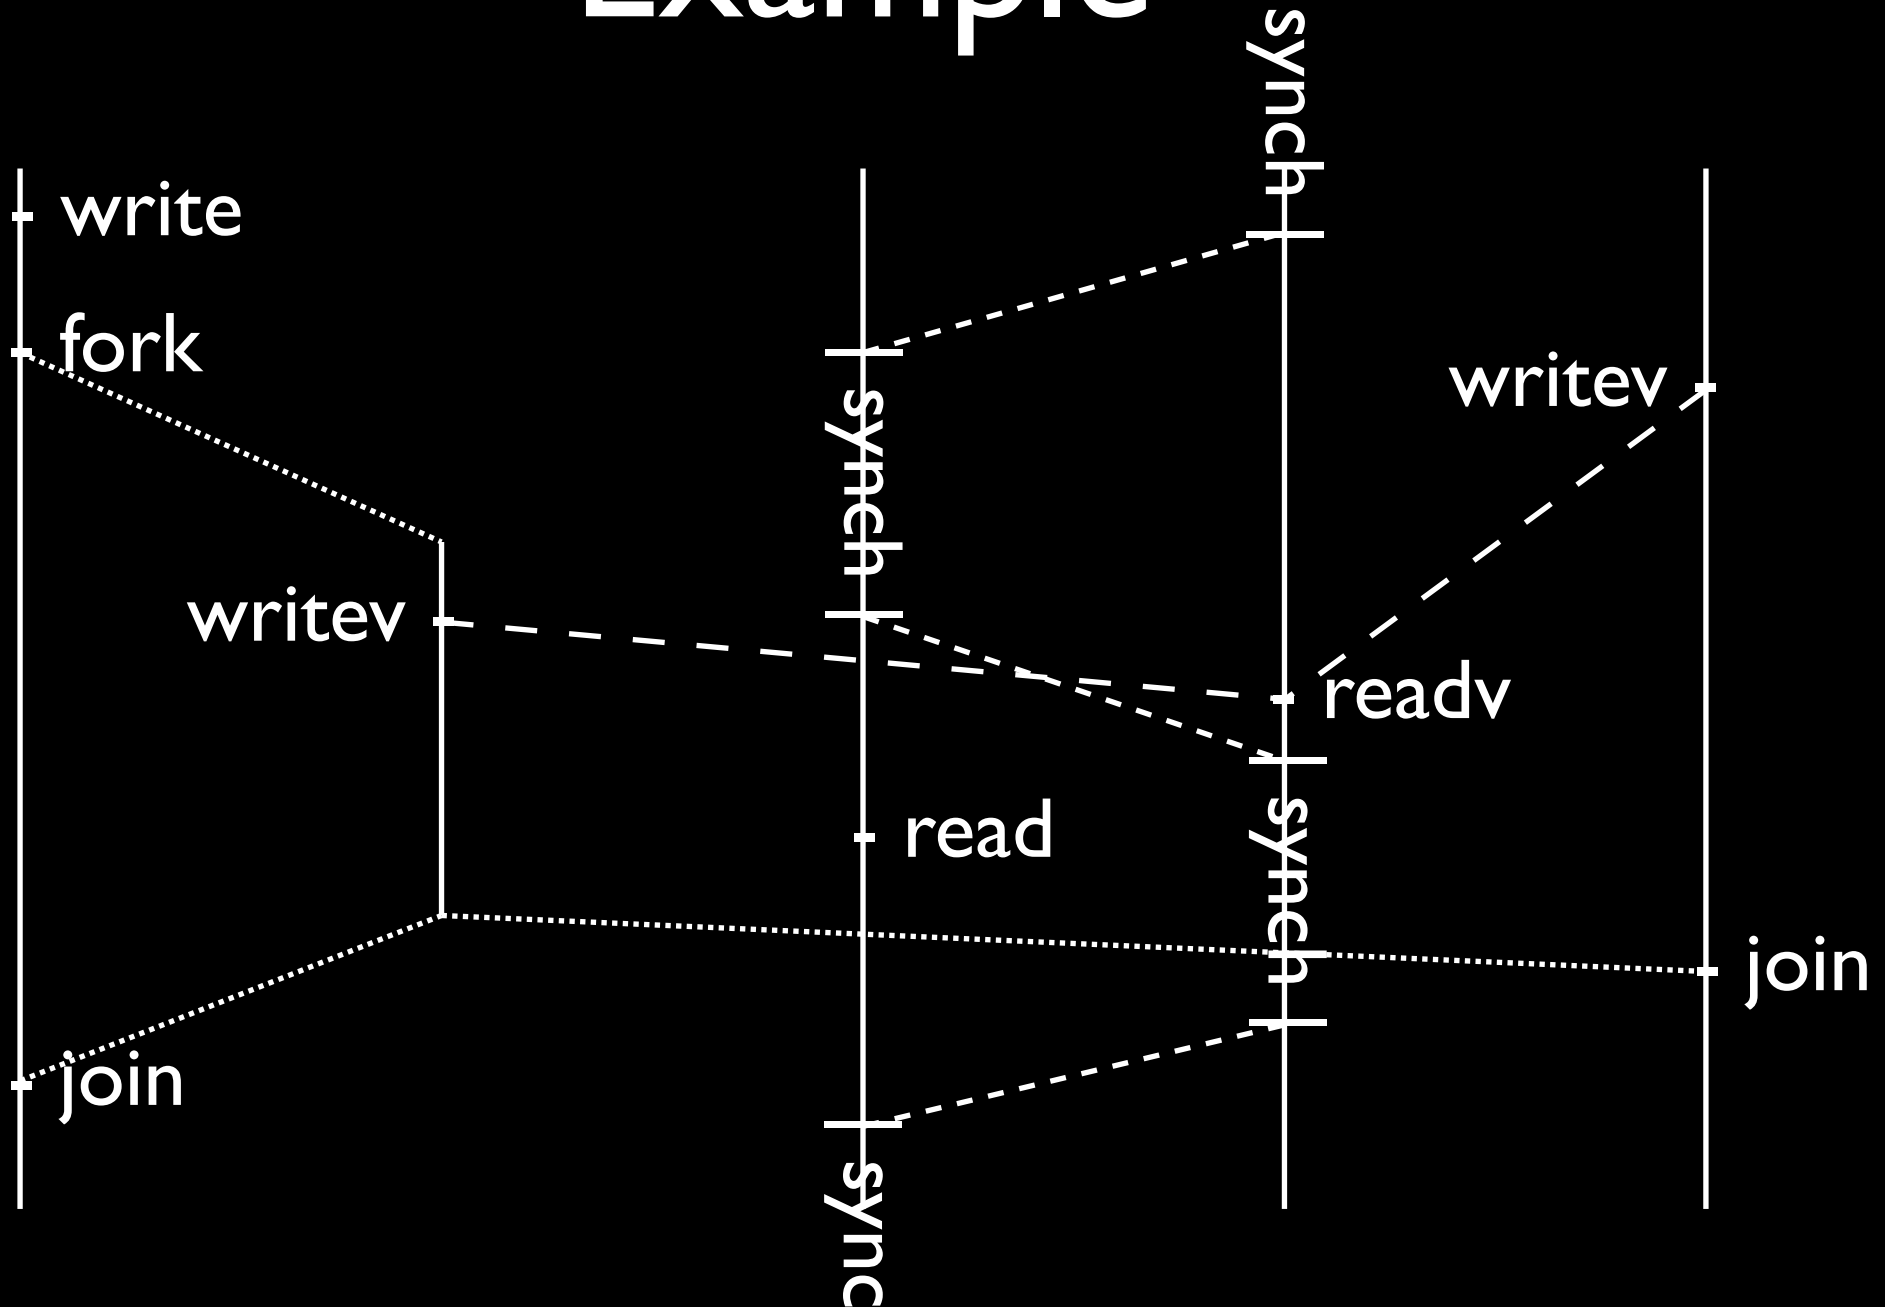 Example
synch
write
fork
writev
synch
writev
readv
read
synch
join
join
sync